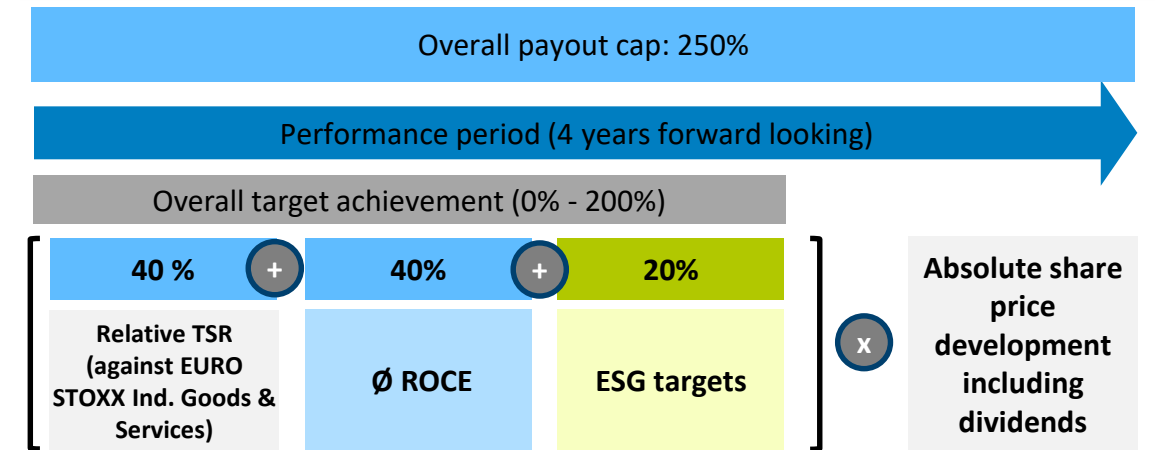 Overall payout cap: 250%
Performance period (4 years forward looking)
Overall target achievement (0% - 200%)
40 %
+
40%
+
20%
Relative TSR
(against EURO
STOXX Ind. Goods &
Services)
Ø ROCE
ESG targets
x
Absolute share
price
development
including
dividends